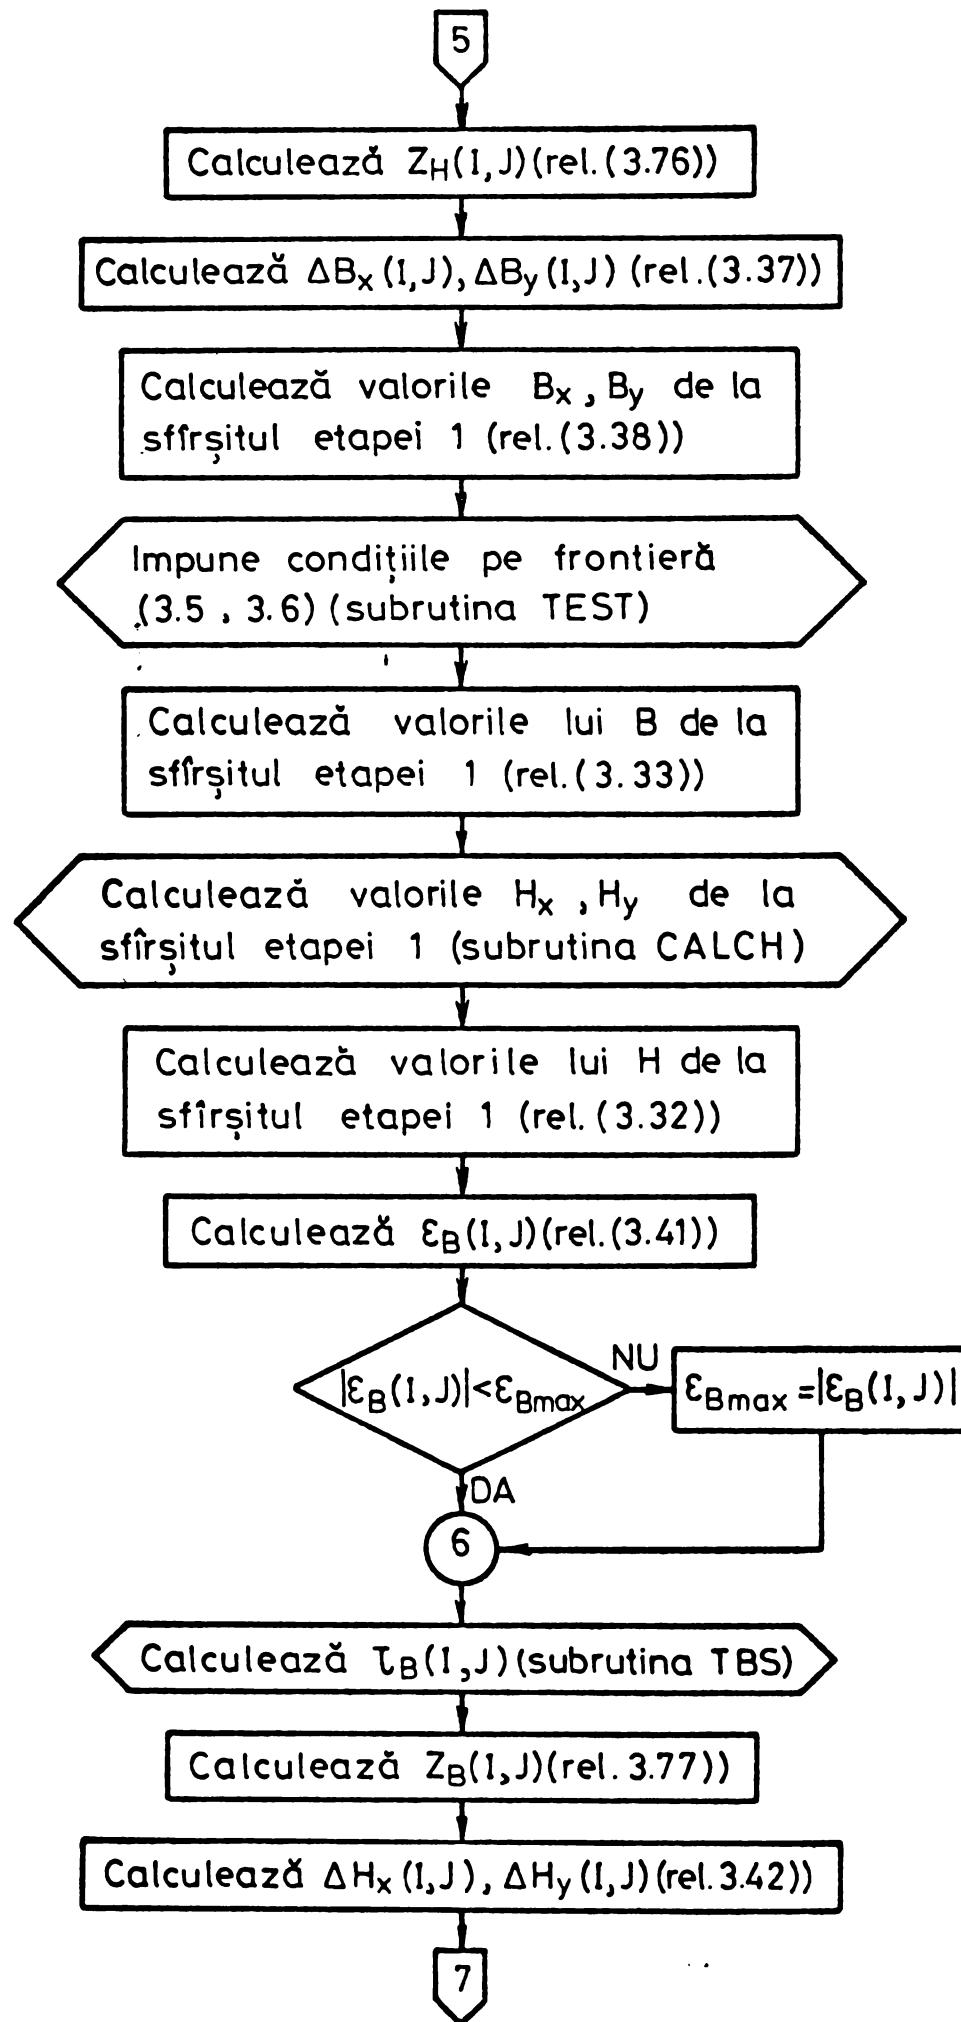 5
Calculează Z_H(I,J)(rel.(3.76))
Calculează ΔB_x(I,J),ΔB_y(I,J) (rel.(3.37))
Calculează valorile B_x , B_y de la
sfîrșitul etapei 1 (rel.(3.38))
Impune condițiile pe frontieră
(3.5 , 3.6) (subrutina TEST)
Calculează valorile lui B de la
sfîrșitul etapei 1 (rel.(3.33))
Calculează valorile H_x , H_y de la
sfîrșitul etapei 1 (subrutina CALCH)
Calculează valorile lui H de la
sfîrșitul etapei 1 (rel.(3.32))
Calculează ε_B(I,J)(rel.(3.41))
|ε_B(I,J)|<ε_Bmax
NU
ε_Bmax=|ε_B(I,J)|
DA
6
Calculează τ_B(I,J)(subrutina TBS)
Calculează Z_B(I,J)(rel. 3.77))
Calculează ΔH_x(I,J), ΔH_y(I,J)(rel.3.42))
7